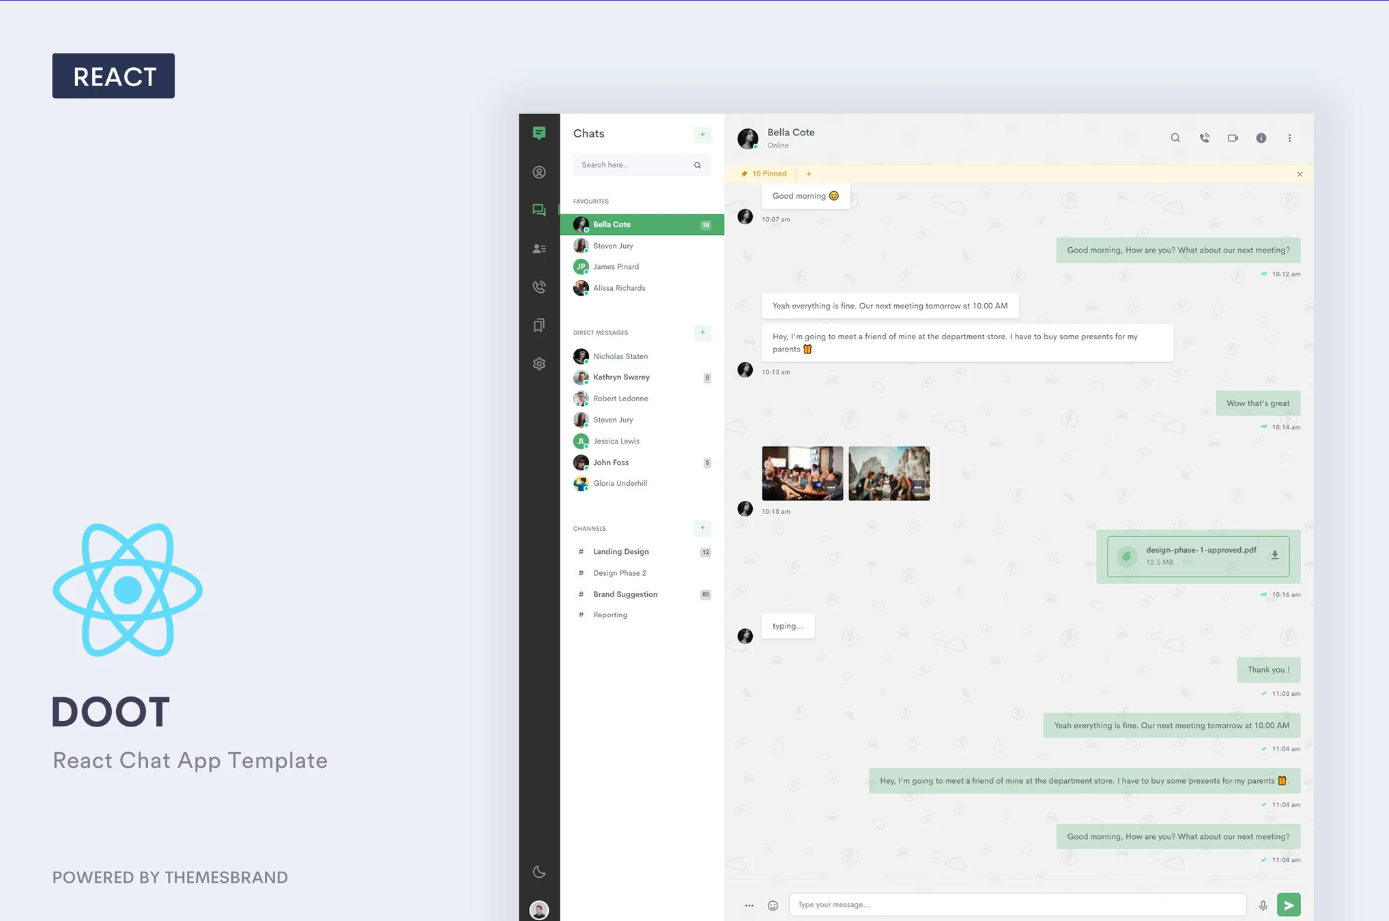 REACT
DOOT
React Chat App Template
POWERED BY THEMESBRAND
Chats
+
Search here..
FAVOURITES
Bella Cote 18
Steven Jury
JP James Pinard
Alissa Richards
DIRECT MESSAGES +
Nicholas Staten
Kathryn Swarey 8
Robert Ledonne
Steven Jury
JL Jessica Lewis
John Foss 5
Gloria Underhill
CHANNELS +
# Landing Design 12
# Design Phase 2
# Brand Suggestion 85
# Reporting
Bella Cote
Online
10 Pinned +
Good morning 😊
10:07 am
Good morning, How are you? What about our next meeting?
10:12 am
Yeah everything is fine. Our next meeting tomorrow at 10.00 AM
Hey, I'm going to meet a friend of mine at the department store. I have to buy some presents for my
parents 🎁.
10:13 am
Wow that's great
10:14 am
10:15 am
design-phase-1-approved.pdf
12.5 MB
10:16 am
typing...
Thank you !
11:03 am
Yeah everything is fine. Our next meeting tomorrow at 10.00 AM
11:04 am
Hey, I'm going to meet a friend of mine at the department store. I have to buy some presents for my parents 🎁.
11:04 am
Good morning, How are you? What about our next meeting?
11:04 am
Type your message...